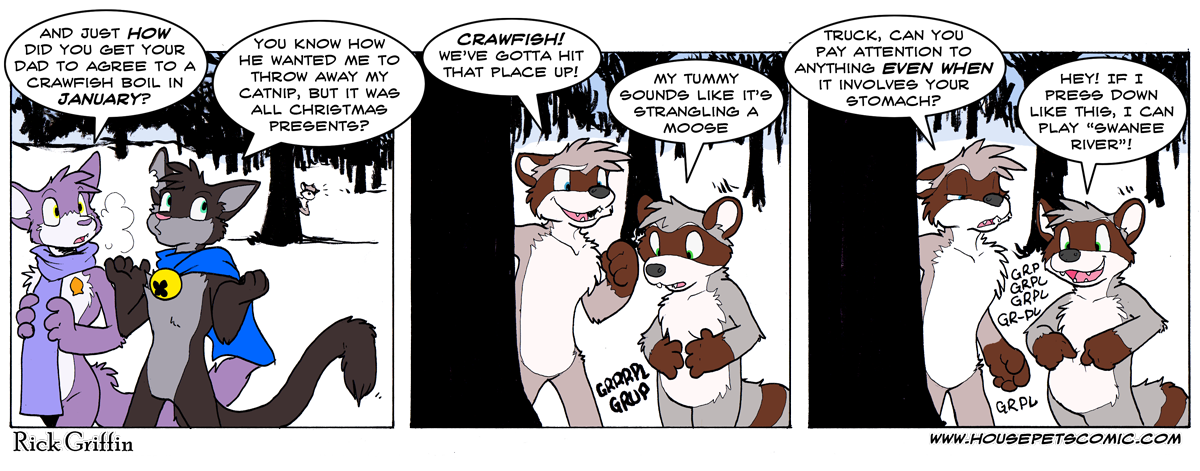 AND JUST HOW
DID YOU GET YOUR
DAD TO AGREE TO A
CRAWFISH BOIL IN
JANUARY?
YOU KNOW HOW
HE WANTED ME TO
THROW AWAY MY
CATNIP, BUT IT WAS
ALL CHRISTMAS
PRESENTS?
CRAWFISH!
WE'VE GOTTA HIT
THAT PLACE UP!
MY TUMMY
SOUNDS LIKE IT'S
STRANGLING A
MOOSE
GRRRPL
GRUP
TRUCK, CAN YOU
PAY ATTENTION TO
ANYTHING EVEN WHEN
IT INVOLVES YOUR
STOMACH?
HEY! IF I
PRESS DOWN
LIKE THIS, I CAN
PLAY "SWANEE
RIVER"!
GRP
GRPL
GRPL
GR-PL
GRPL
Rick Griffin
WWW.HOUSEPETSCOMIC.COM